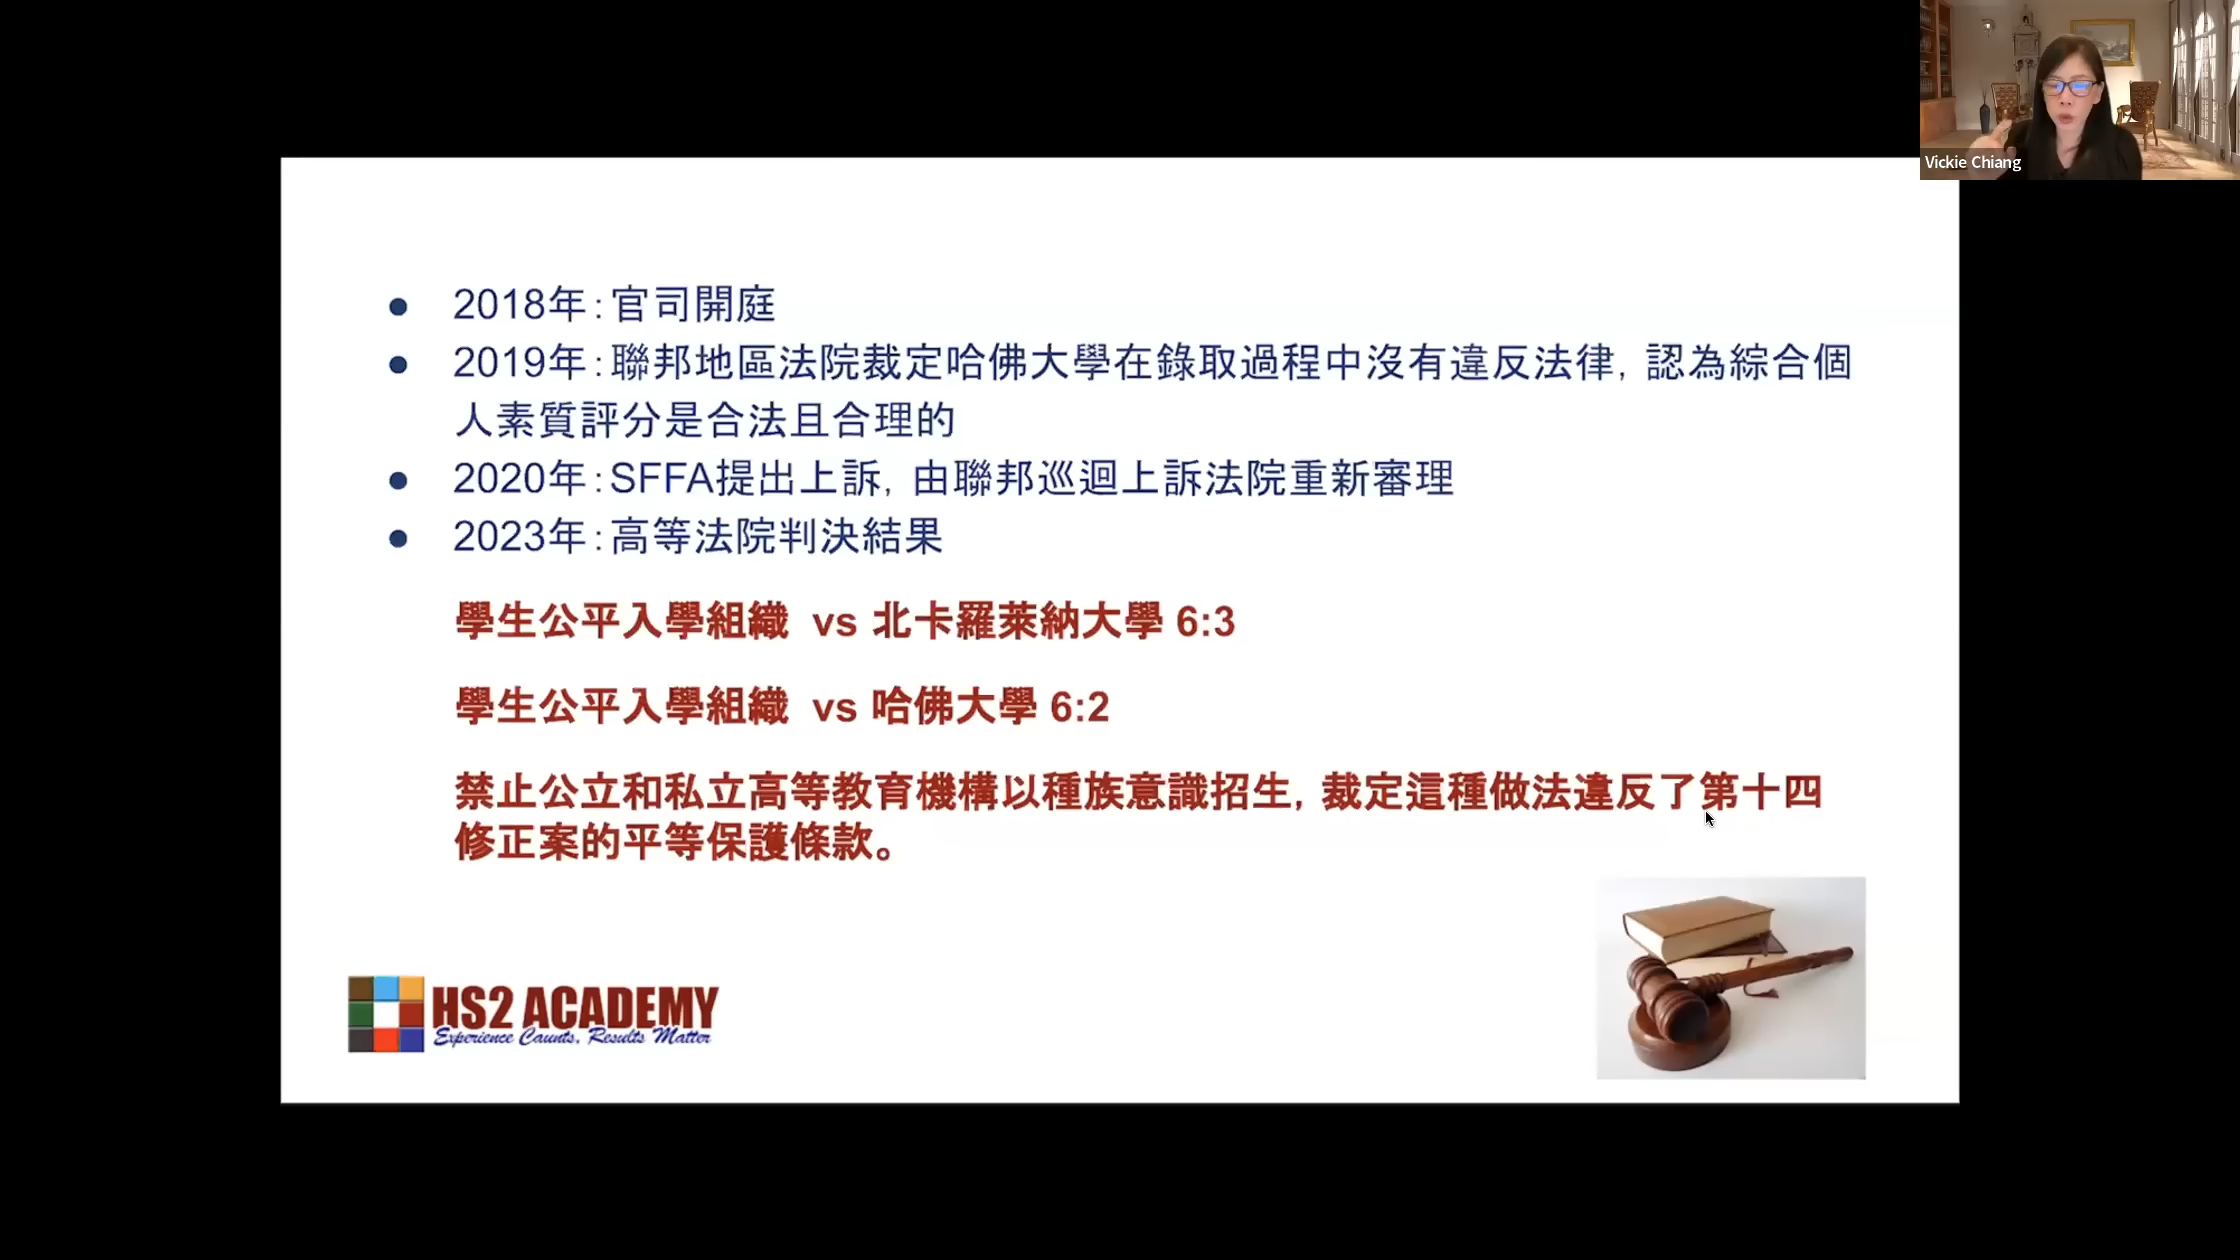 Vickie Chiang
2018年：官司開庭
2019年：聯邦地區法院裁定哈佛大學在錄取過程中沒有違反法律，認為綜合個
人素質評分是合法且合理的
2020年：SFFA提出上訴，由聯邦巡迴上訴法院重新審理
2023年：高等法院判決結果
學生公平入學組織 vs 北卡羅萊納大學 6:3
學生公平入學組織 vs 哈佛大學 6:2
禁止公立和私立高等教育機構以種族意識招生，裁定這種做法違反了第十四
修正案的平等保護條款。
HS2 ACADEMY
Experience Counts, Results Matter